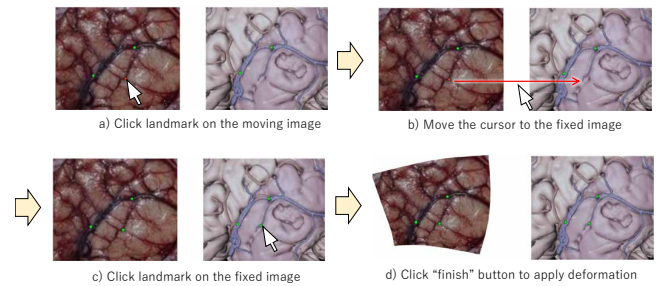 a) Click landmark on the moving image
b) Move the cursor to the fixed image
c) Click landmark on the fixed image
d) Click “finish” button to apply deformation